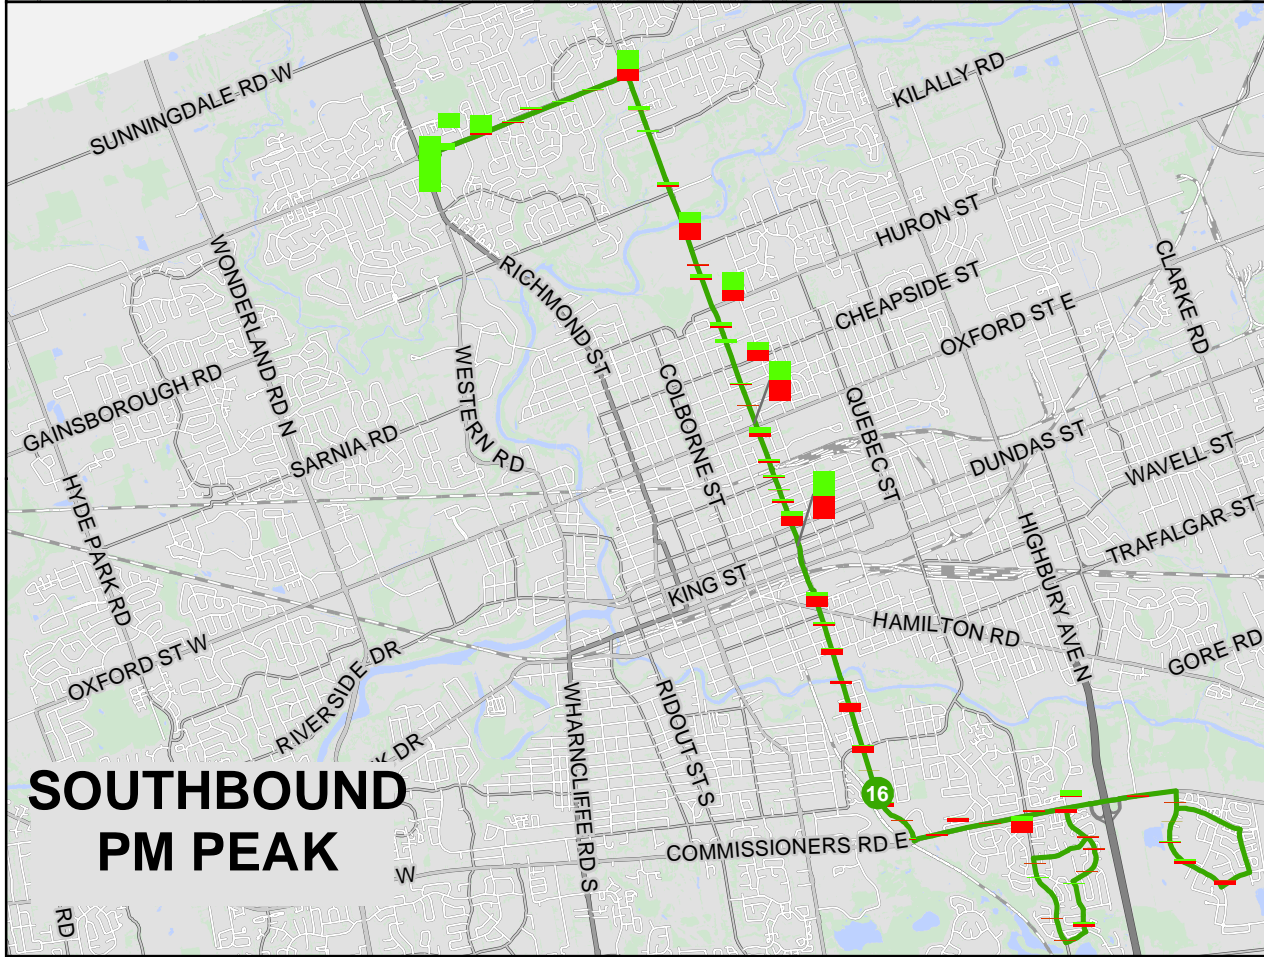 SUNNINGDALE RD W
KILALLY RD
HURON ST
CLARKE RD
WONDERLAND RD N
RICHMOND ST
CHEAPSIDE ST
OXFORD ST E
GAINSBOROUGH RD
WESTERN RD
COLBORNE ST
QUEBEC ST
SARNIA RD
DUNDAS ST
WAVELL ST
HYDE PARK RD
TRAFALGAR ST
HIGHBURY AVE N
KING ST
HAMILTON RD
GORE RD
OXFORD ST W
RIVERSIDE DR
WHARNCLIFFE RD S
RIDOUT ST S
K DR
16
SOUTHBOUND
PM PEAK
COMMISSIONERS RD E
W
RD